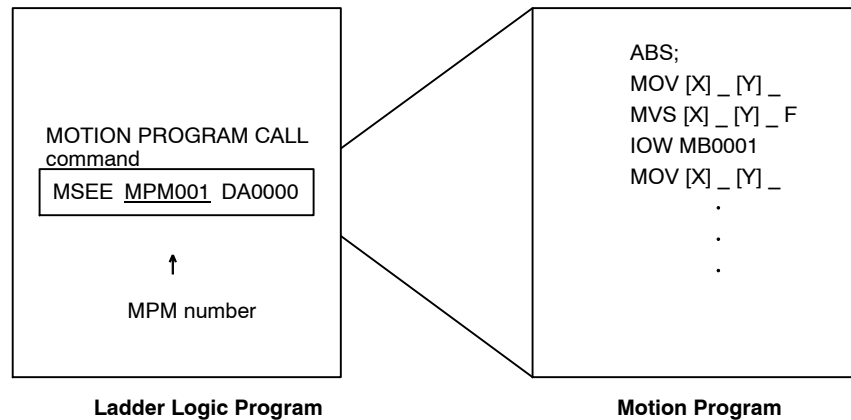 MOTION PROGRAM CALL
command
MSEE MPM001 DA0000
MPM number
Ladder Logic Program
ABS;
MOV [X] _ [Y] _
MVS [X] _ [Y] _ F
IOW MB0001
MOV [X] _ [Y] _
.
.
.
Motion Program